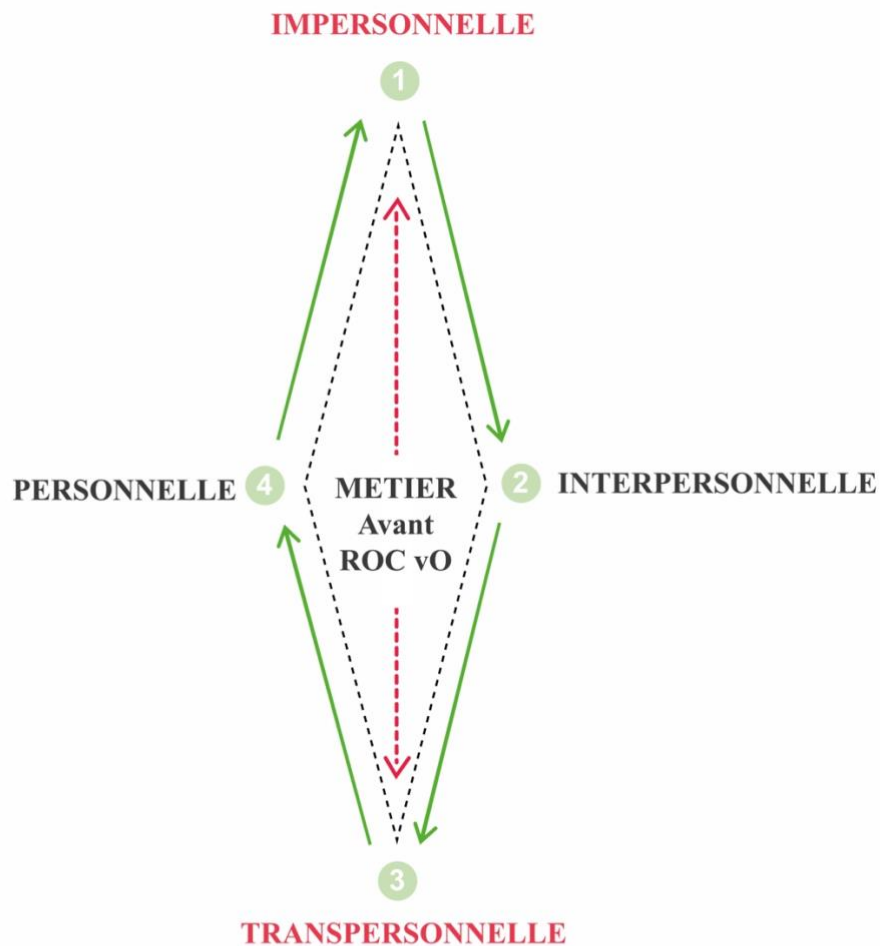 IMPERSONNELLE
1
PERSONNELLE 4
METIER
Avant
ROC vO
2 INTERPERSONNELLE
3
TRANSPERSONNELLE